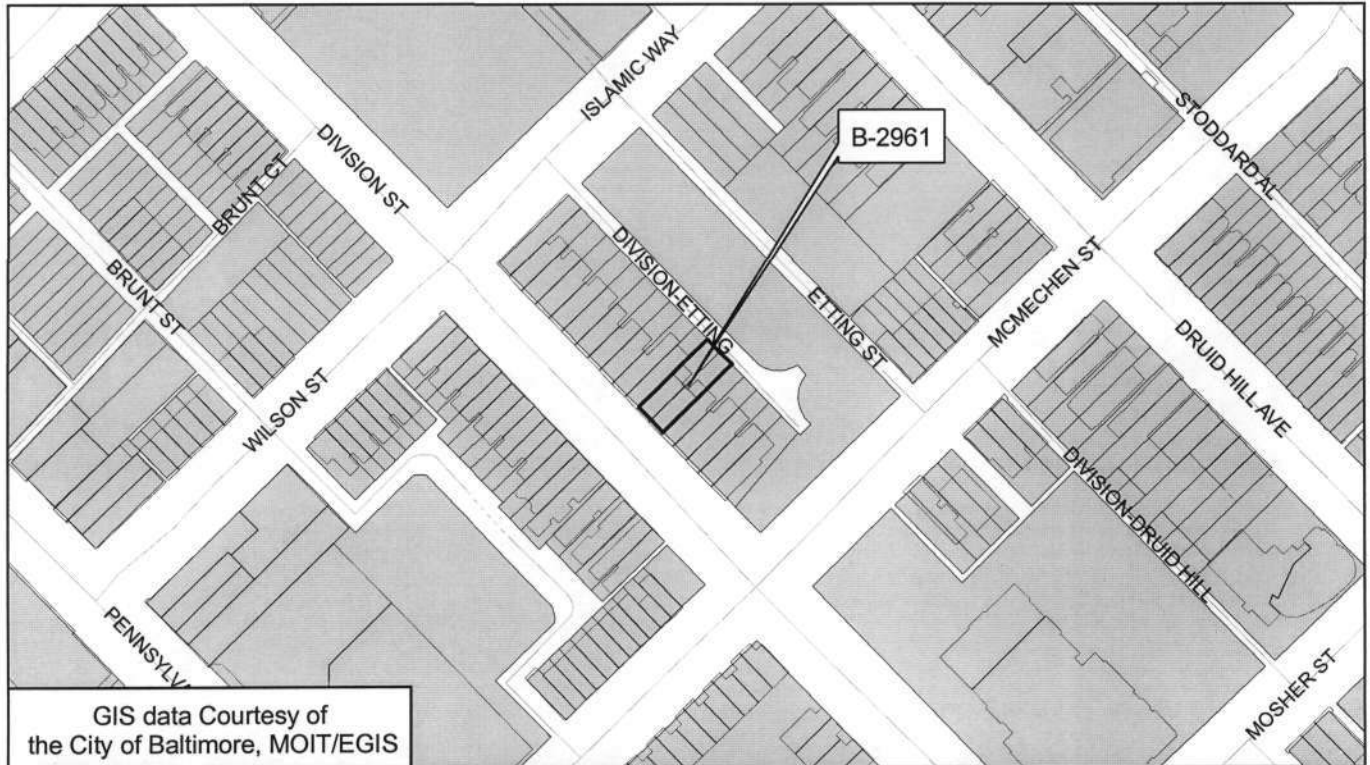 ISLAMIC WAY
B-2961
STODDARD AL
DIVISION ST
BRUNT CT
BRUNT ST
DIVISION-ETTING
ETTING ST
MCMECHEN ST
DRUID HILL AVE
WILSON ST
DIVISION-DRUID HILL
MOSHER ST
PENNSYLVA
GIS data Courtesy of
the City of Baltimore, MOIT/EGIS